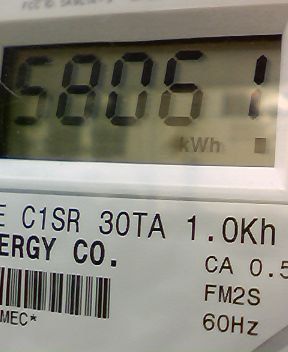 58061
kWh
E C1SR 30TA 1.0Kh
ERGY CO.
CA 0.5
FM2S
60Hz
MEC*